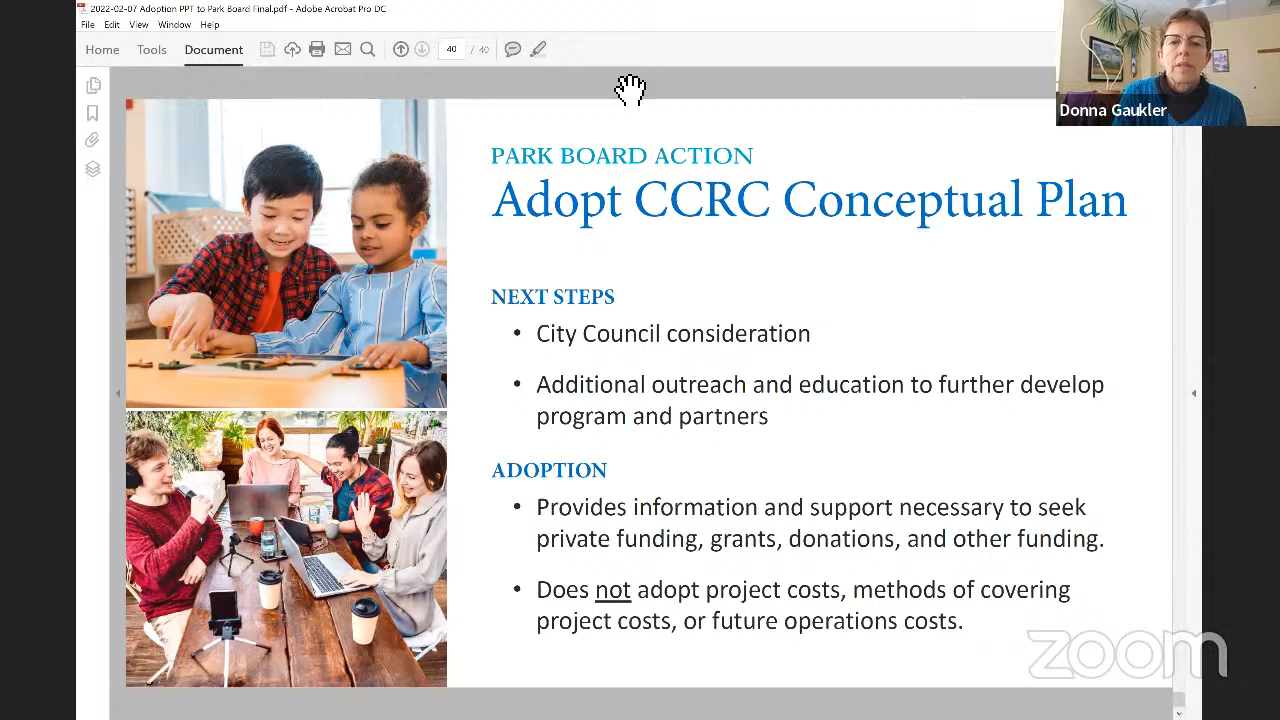 2022-02-07 Adoption PPT to Park Board Final.pdf - Adobe Acrobat Pro DC
File Edit View Window Help
Home Tools Document 40 / 40
Donna Gaukler
PARK BOARD ACTION
Adopt CCRC Conceptual Plan
NEXT STEPS
• City Council consideration
• Additional outreach and education to further develop
program and partners
ADOPTION
• Provides information and support necessary to seek
private funding, grants, donations, and other funding.
• Does not adopt project costs, methods of covering
project costs, or future operations costs.
zoom